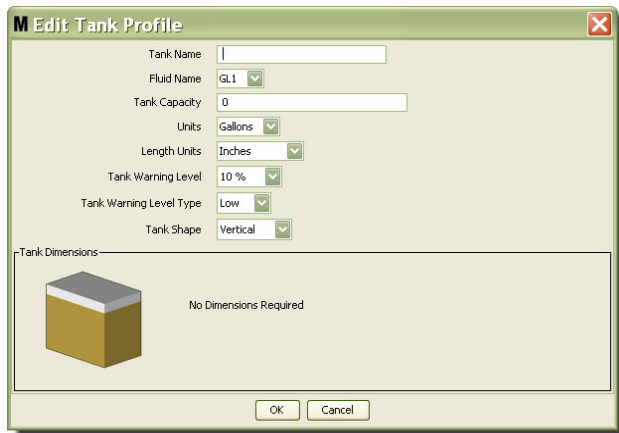 M Edit Tank Profile
Tank Name
Fluid Name GL1
Tank Capacity 0
Units Gallons
Length Units Inches
Tank Warning Level 10 %
Tank Warning Level Type Low
Tank Shape Vertical
Tank Dimensions
No Dimensions Required
OK Cancel